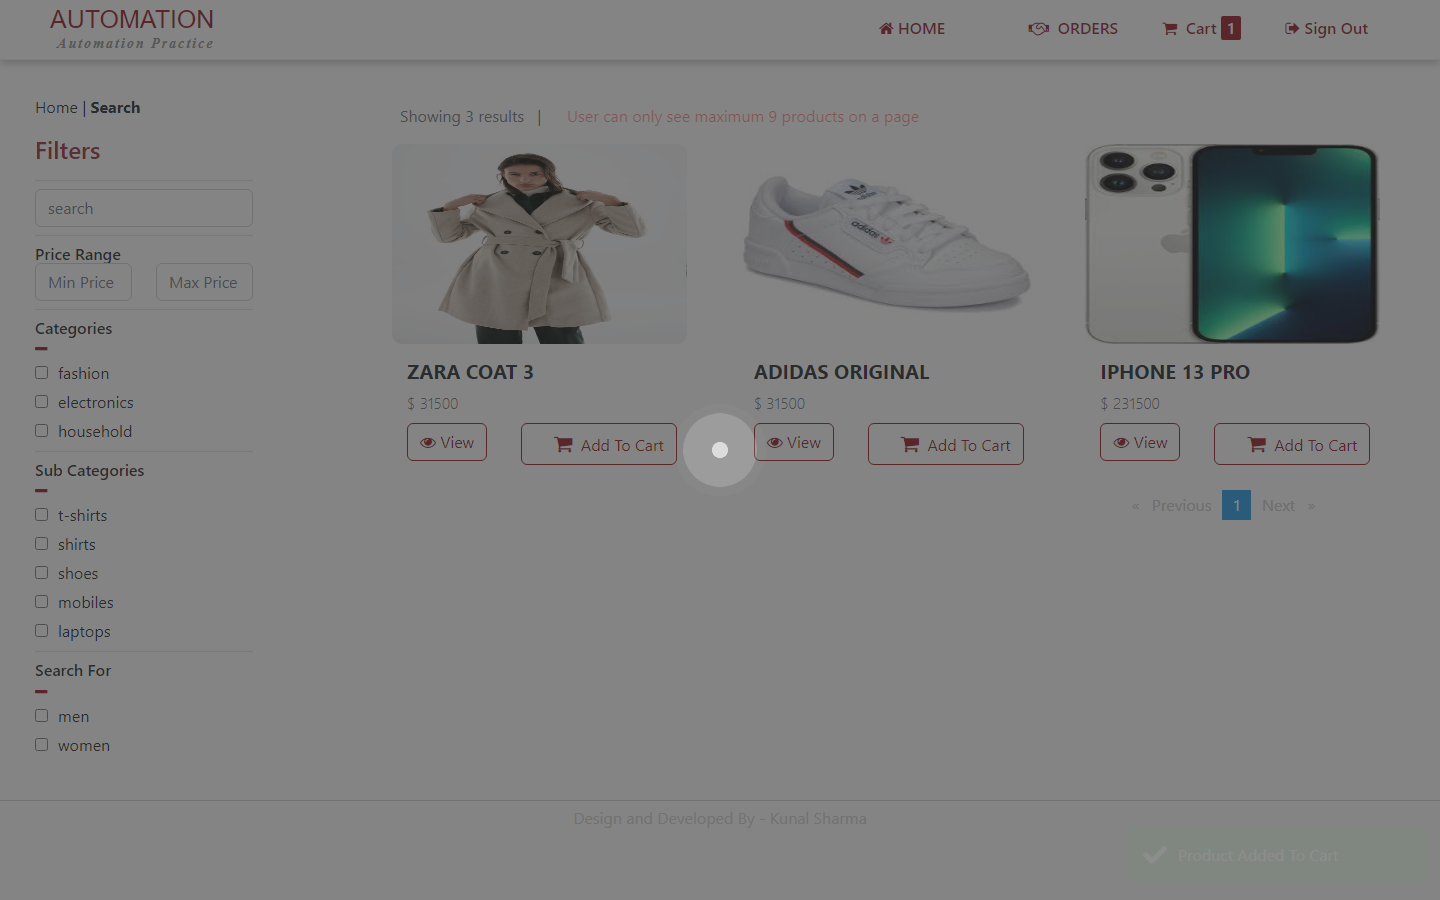 AUTOMATION
Automation Practice
HOME
ORDERS
Cart 1
Sign Out
Home | Search
Filters
search
Price Range
Min Price
Max Price
Categories
fashion
electronics
household
Sub Categories
t-shirts
shirts
shoes
mobiles
laptops
Search For
men
women
Showing 3 results |
User can only see maximum 9 products on a page
adidas
ZARA COAT 3
$ 31500
View
Add To Cart
ADIDAS ORIGINAL
$ 31500
View
Add To Cart
IPHONE 13 PRO
$ 231500
View
Add To Cart
« Previous 1 Next »
Design and Developed By - Kunal Sharma
Product Added To Cart